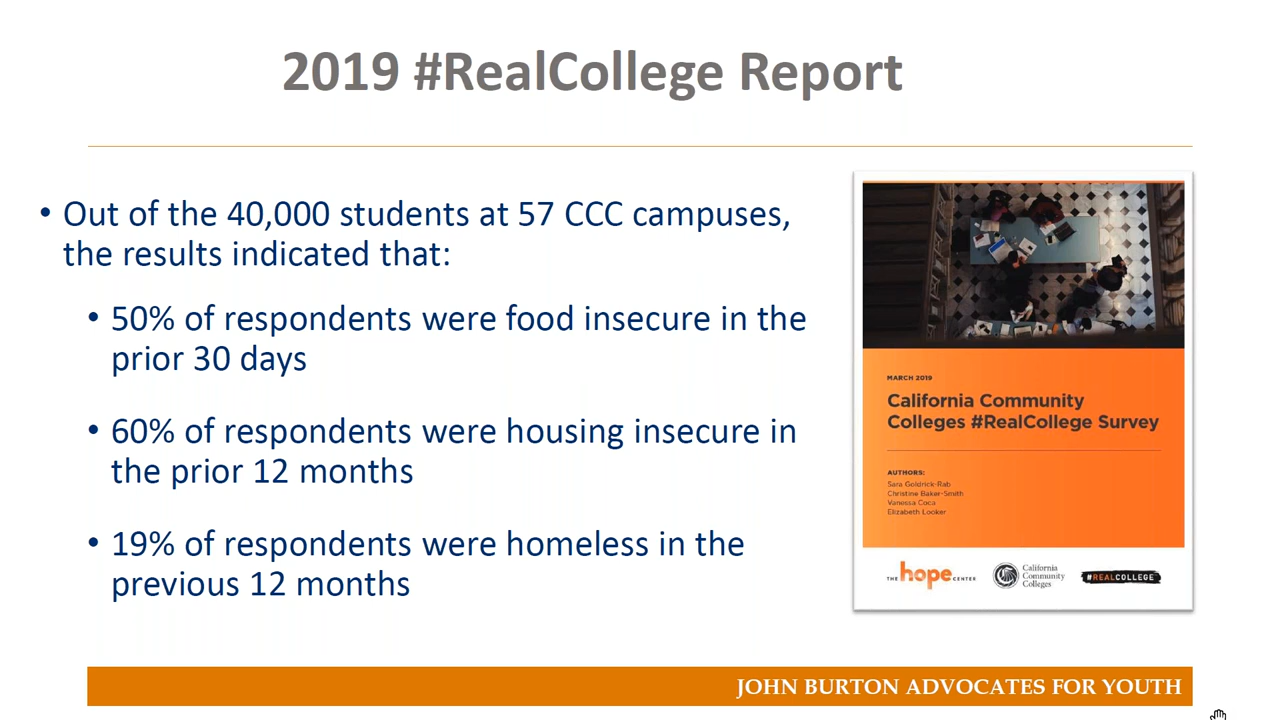 2019 #RealCollege Report
• Out of the 40,000 students at 57 CCC campuses,
the results indicated that:
• 50% of respondents were food insecure in the
prior 30 days
• 60% of respondents were housing insecure in
the prior 12 months
• 19% of respondents were homeless in the
previous 12 months
MARCH 2019
California Community
Colleges #RealCollege Survey
AUTHORS:
Sara Goldrick-Rab
Christine Baker-Smith
Vanessa Coca
Elizabeth Looker
THE hope CENTER
California
Community
Colleges
#REALCOLLEGE
JOHN BURTON ADVOCATES FOR YOUTH